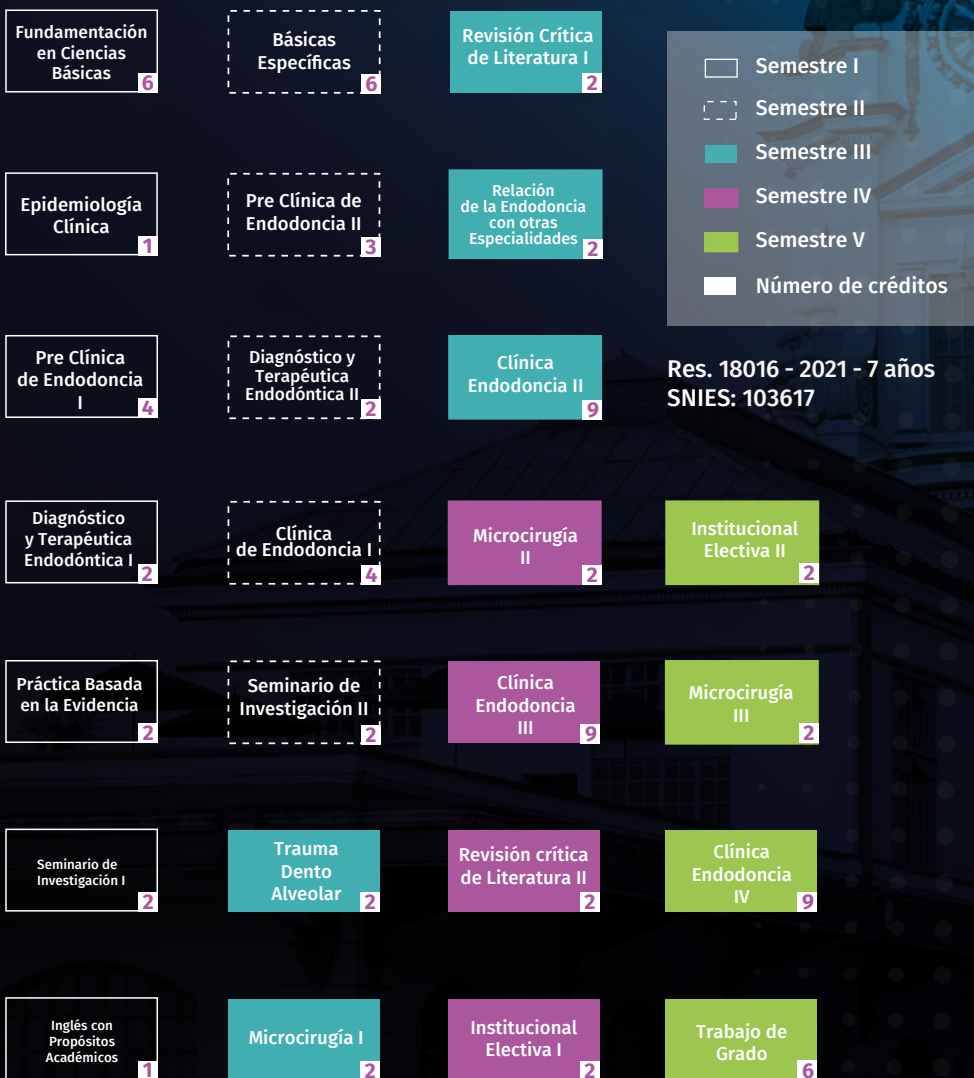 Fundamentación
en Ciencias
Básicas
6
Epidemiología
Clínica
1
Pre Clínica
de Endodoncia
I
4
Diagnóstico
y Terapéutica
Endodóntica I
2
Práctica Basada
en la Evidencia
2
Seminario de
Investigación I
2
Inglés con
Propósitos
Académicos
1
Básicas
Específicas
6
Pre Clínica de
Endodoncia II
3
Diagnóstico y
Terapéutica
Endodóntica II
2
Clínica
de Endodoncia I
4
Seminario de
Investigación II
2
Trauma
Dento
Alveolar
2
Microcirugía I
2
Revisión Crítica
de Literatura I
2
Relación
de la Endodoncia
con otras
Especialidades
2
Clínica
Endodoncia II
9
Microcirugía
II
2
Clínica
Endodoncia
III
9
Revisión crítica
de Literatura II
2
Institucional
Electiva I
2
Institucional
Electiva II
2
Microcirugía
III
2
Clínica
Endodoncia
IV
9
Trabajo de
Grado
6
Semestre I
Semestre II
Semestre III
Semestre IV
Semestre V
Número de créditos
Res. 18016 - 2021 - 7 años
SNIES: 103617